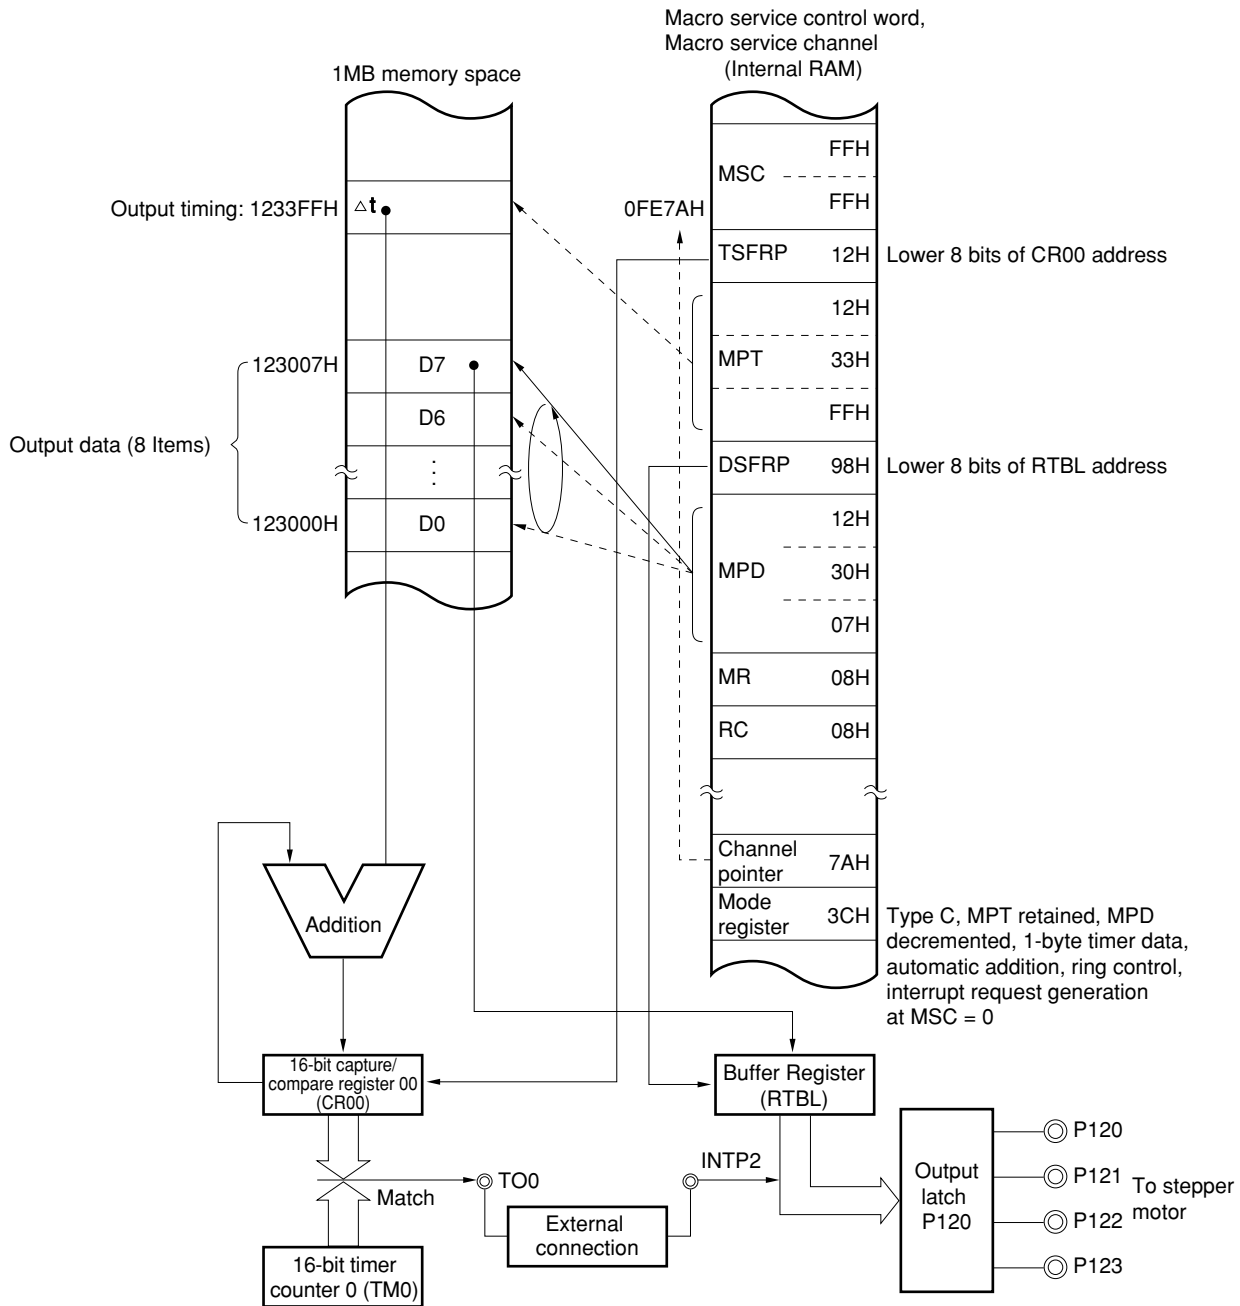 Macro service control word,
Macro service channel
(Internal RAM)
1MB memory space
FFH
MSC
FFH
Output timing: 1233FFH
△t
0FE7AH
TSFRP 12H
Lower 8 bits of CR00 address
12H
MPT 33H
FFH
123007H
D7
D6
Output data (8 Items)
⋮
123000H
D0
DSFRP 98H
Lower 8 bits of RTBL address
12H
MPD 30H
07H
MR 08H
RC 08H
Channel
pointer
7AH
Mode
register
3CH
Type C, MPT retained, MPD
decremented, 1-byte timer data,
automatic addition, ring control,
interrupt request generation
at MSC = 0
Addition
16-bit capture/
compare register 00
(CR00)
Buffer Register
(RTBL)
Match
TO0
INTP2
External
connection
16-bit timer
counter 0 (TM0)
Output
latch
P120
P120
P121
P122
P123
To stepper
motor